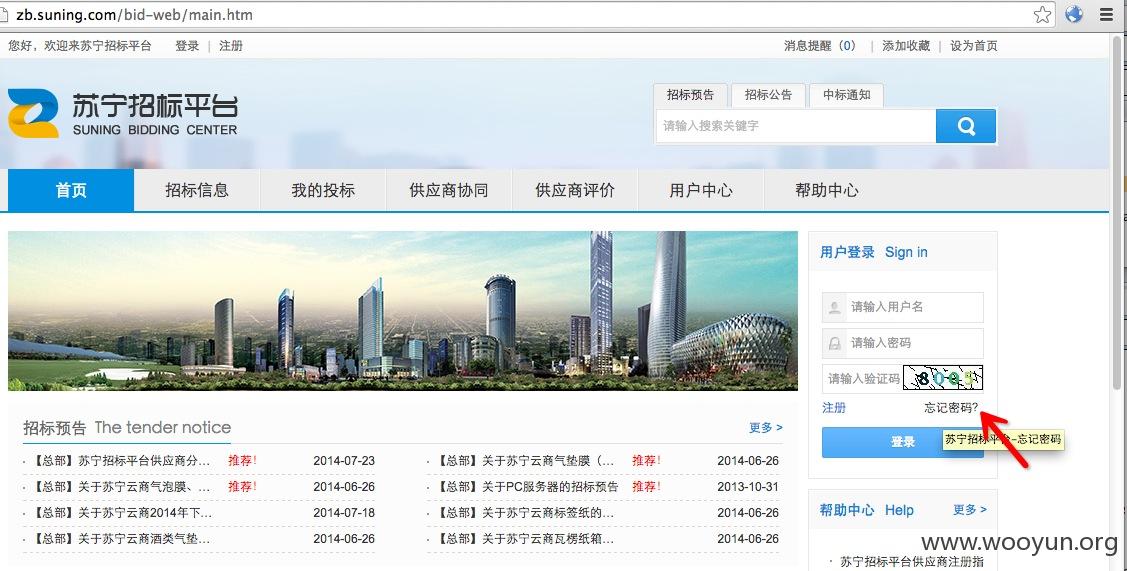 zb.suning.com/bid-web/main.htm
您好，欢迎来苏宁招标平台 登录 | 注册 消息提醒（0） | 添加收藏 | 设为首页
苏宁招标平台
SUNING BIDDING CENTER
招标预告 招标公告 中标通知
请输入搜索关键字
首页 招标信息 我的投标 供应商协同 供应商评价 用户中心 帮助中心
用户登录 Sign in
请输入用户名
请输入密码
请输入验证码 8005
注册 忘记密码?
登录
苏宁招标平台-忘记密码
招标预告 The tender notice 更多 >
· 【总部】苏宁招标平台供应商分... 推荐! 2014-07-23
· 【总部】关于苏宁云商气垫膜（... 推荐! 2014-06-26
· 【总部】关于苏宁云商气泡膜、... 推荐! 2014-06-26
· 【总部】关于PC服务器的招标预告 推荐! 2013-10-31
· 【总部】关于苏宁云商2014年下... 2014-07-18
· 【总部】关于苏宁云商标签纸的... 2014-06-26
· 【总部】关于苏宁云商酒类气垫... 2014-06-26
· 【总部】关于苏宁云商瓦楞纸箱... 2014-06-26
帮助中心 Help 更多 >
· 苏宁招标平台供应商注册指
www.wooyun.org